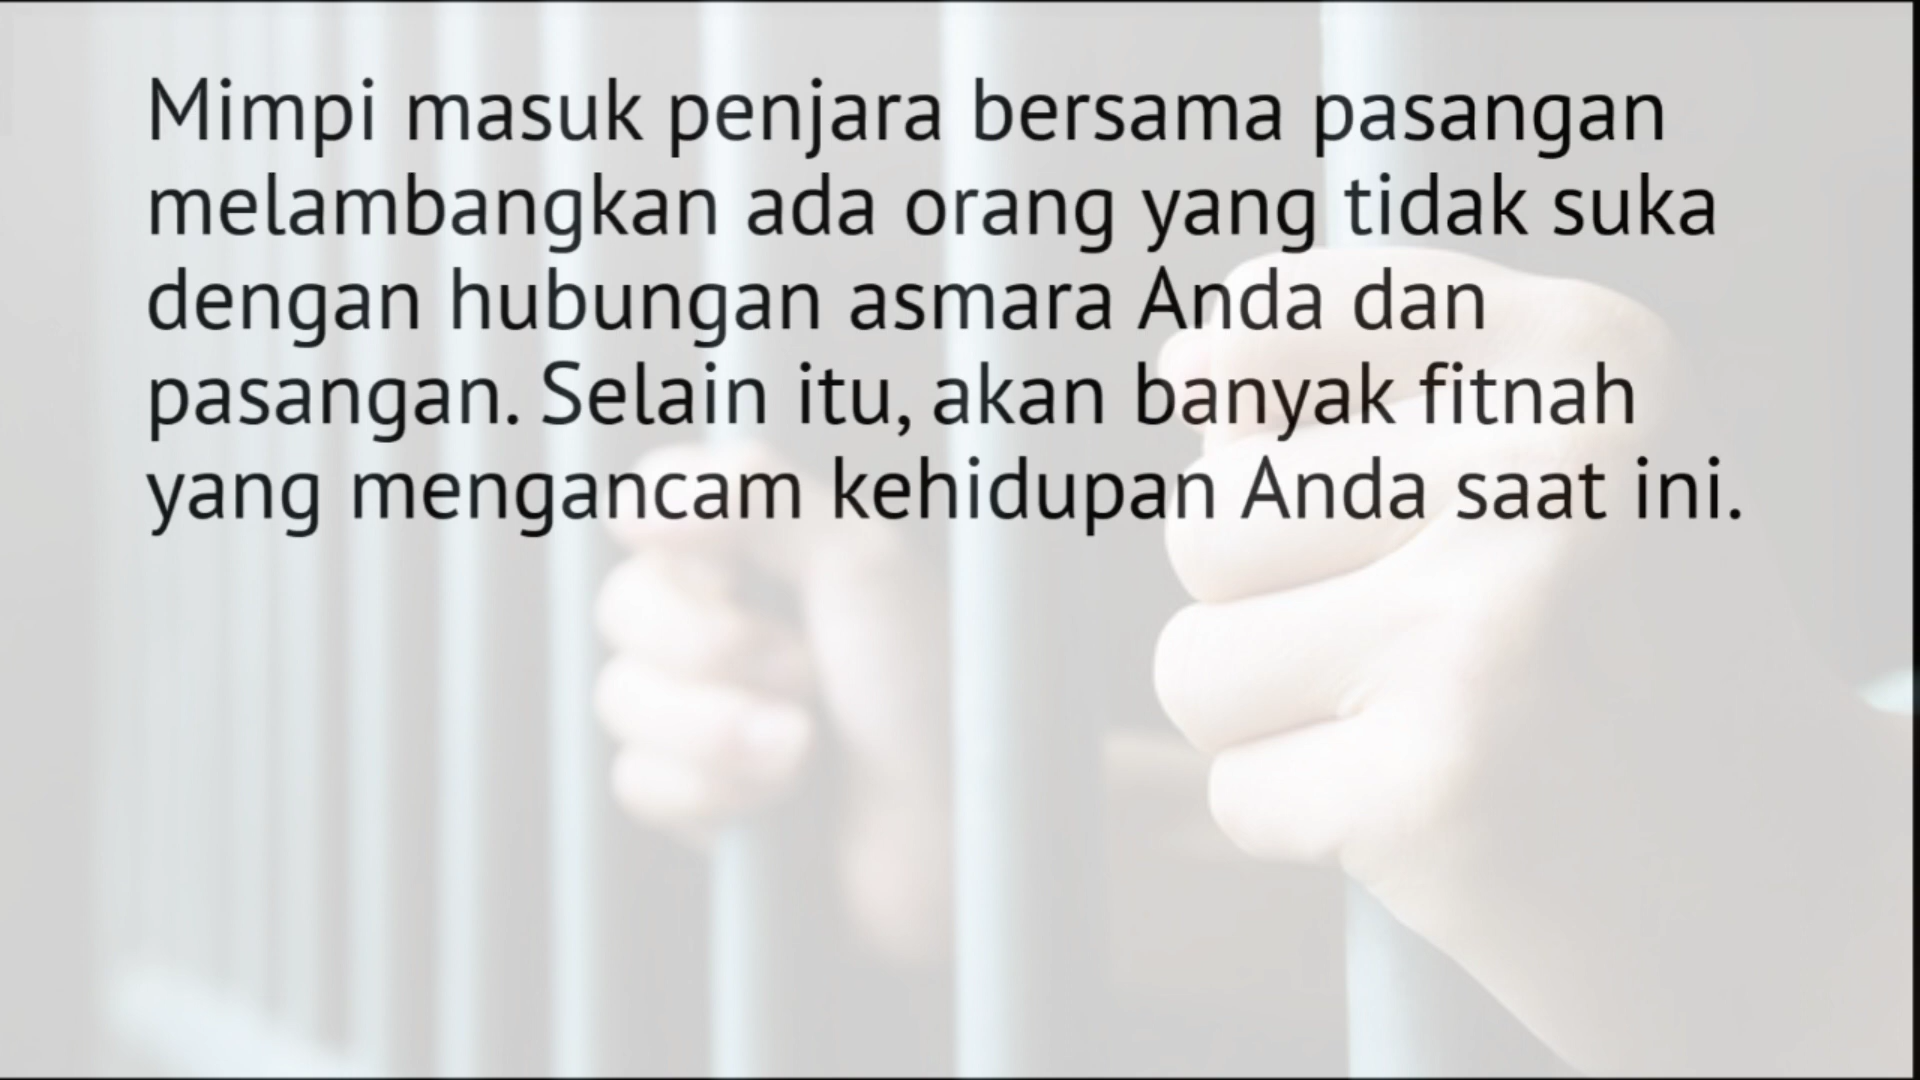 Mimpi masuk penjara bersama pasangan
melambangkan ada orang yang tidak suka
dengan hubungan asmara Anda dan
pasangan. Selain itu, akan banyak fitnah
yang mengancam kehidupan Anda saat ini.